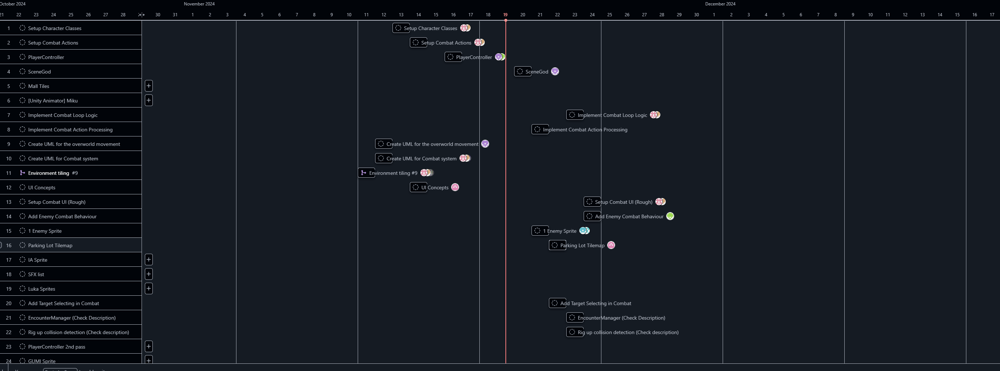 October 2024 November 2024 December 2024
21 22 23 24 25 26 27 28 30 31 1 2 3 4 5 6 7 8 9 10 11 12 13 14 15 16 17 18 19 20 21 22 23 24 25 26 27 28 29 30 1 2 3 4 5 6 7 8 9 10 11 12 13 14 15 16 17
1 Setup Character Classes Setup Character Classes
2 Setup Combat Actions Setup Combat Actions
3 PlayerController PlayerController
4 SceneGod SceneGod
5 Mall Tiles +
6 [Unity Animator] Miku +
7 Implement Combat Loop Logic Implement Combat Loop Logic
8 Implement Combat Action Processing Implement Combat Action Processing
9 Create UML for the overworld movement Create UML for the overworld movement
10 Create UML for Combat system Create UML for Combat system
11 Environment tiling #9 Environment tiling #9
12 UI Concepts UI Concepts
13 Setup Combat UI (Rough) Setup Combat UI (Rough)
14 Add Enemy Combat Behaviour Add Enemy Combat Behaviour
15 1 Enemy Sprite 1 Enemy Sprite
16 Parking Lot Tilemap Parking Lot Tilemap
17 IA Sprite +
18 SFX list +
19 Luka Sprites +
20 Add Target Selecting in Combat Add Target Selecting in Combat
21 EncounterManager (Check Description) EncounterManager (Check Description)
22 Rig up collision detection (Check description) Rig up collision detection (Check description)
23 PlayerController 2nd pass +
24 GUMI Sprite +